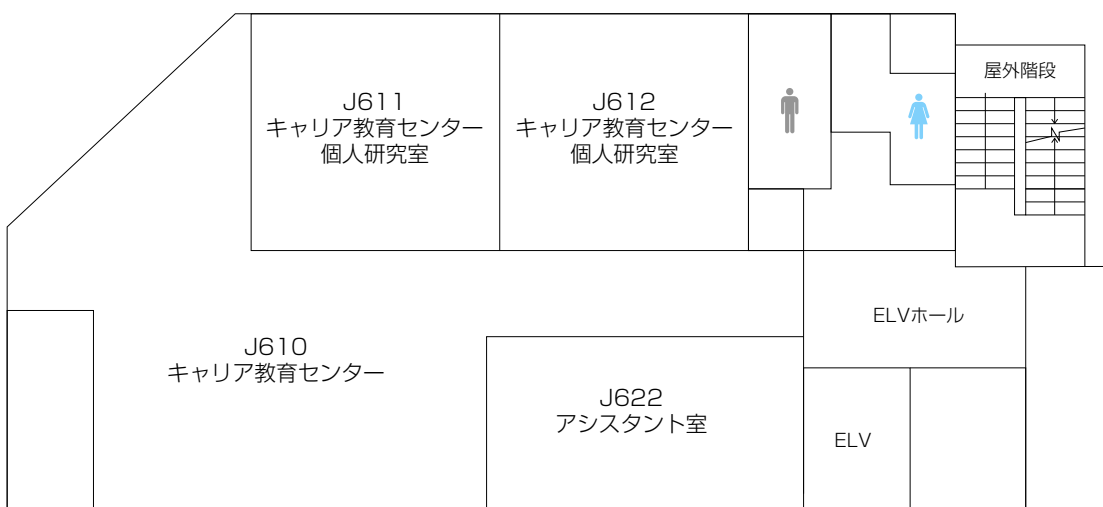 J611
キャリア教育センター
個人研究室
J612
キャリア教育センター
個人研究室
屋外階段
J610
キャリア教育センター
J622
アシスタント室
ELVホール
ELV